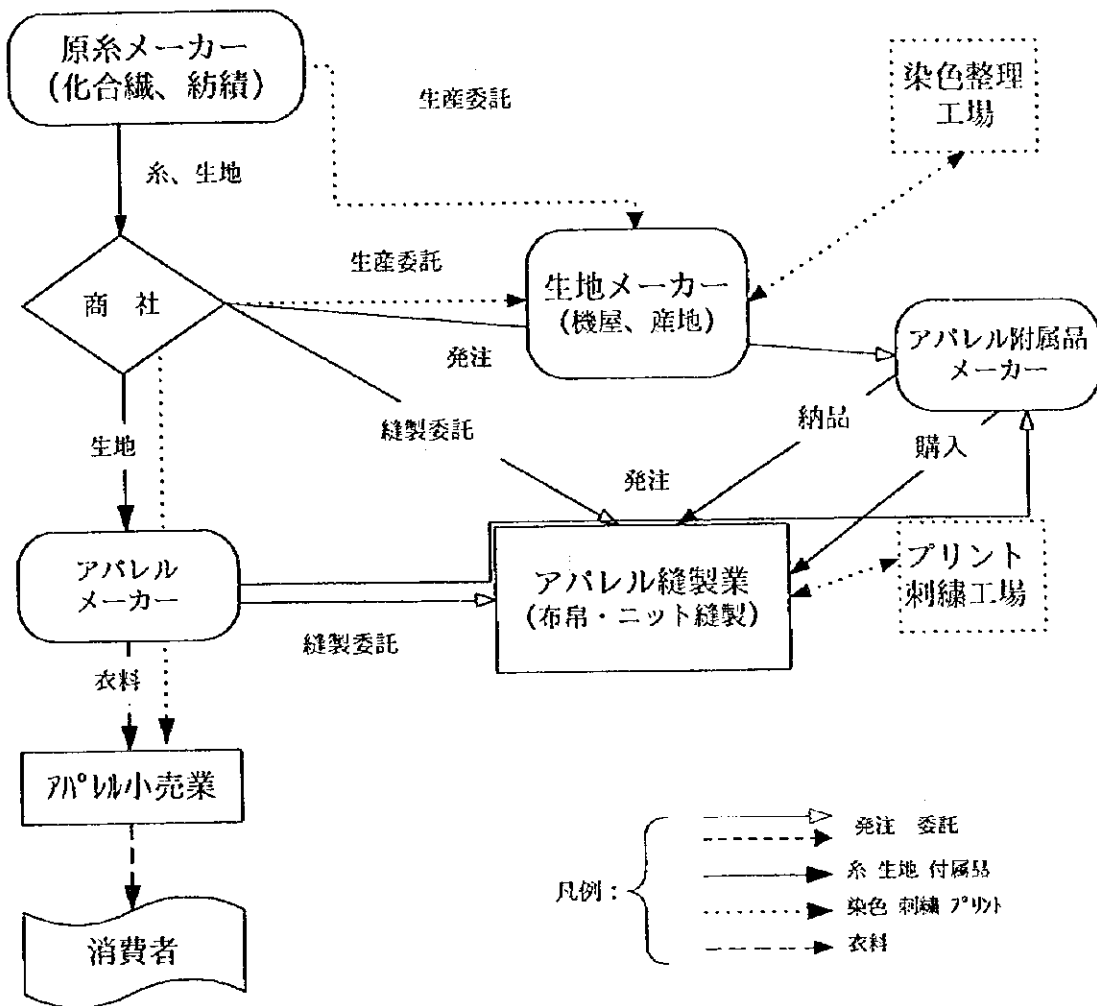 原糸メーカー
(化合繊、紡績)
生産委託
染色整理
工場
糸、生地
生産委託
商 社
生地メーカー
(機屋、産地)
発注
アパレル附属品
メーカー
縫製委託
納品
購入
生地
発注
アパレル
メーカー
アパレル縫製業
(布帛・ニット縫製)
プリント
刺繍工場
縫製委託
衣料
アパレル小売業
消費者
凡例:
発注 委託
糸 生地 付属品
染色 刺繍 プリント
衣料